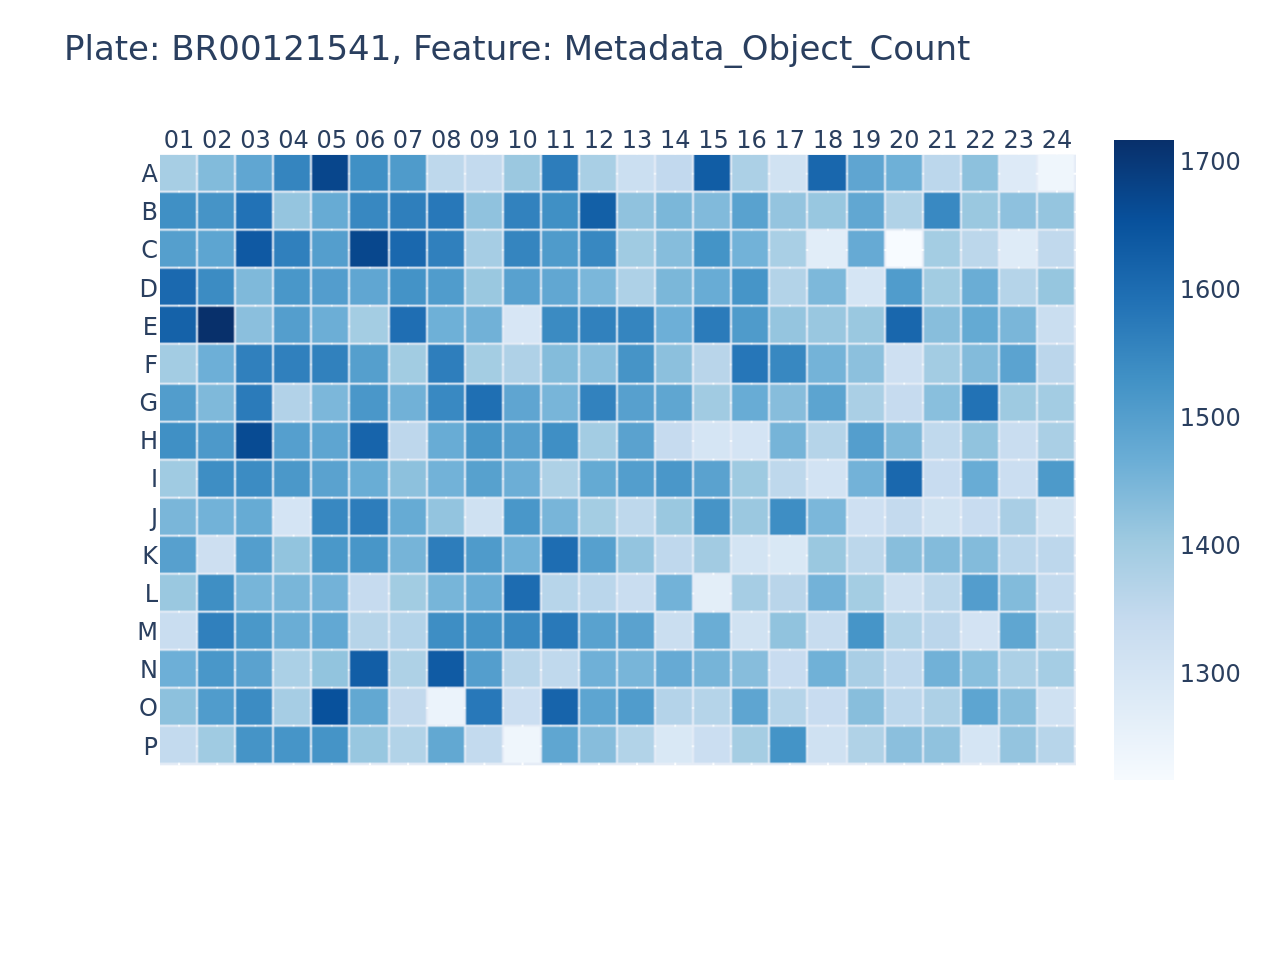 Plate: BR00121541, Feature: Metadata_Object_Count
01 02 03 04 05 06 07 08 09 10 11 12 13 14 15 16 17 18 19 20 21 22 23 24
A
B
C
D
E
F
G
H
I
J
K
L
M
N
O
P
1700
1600
1500
1400
1300